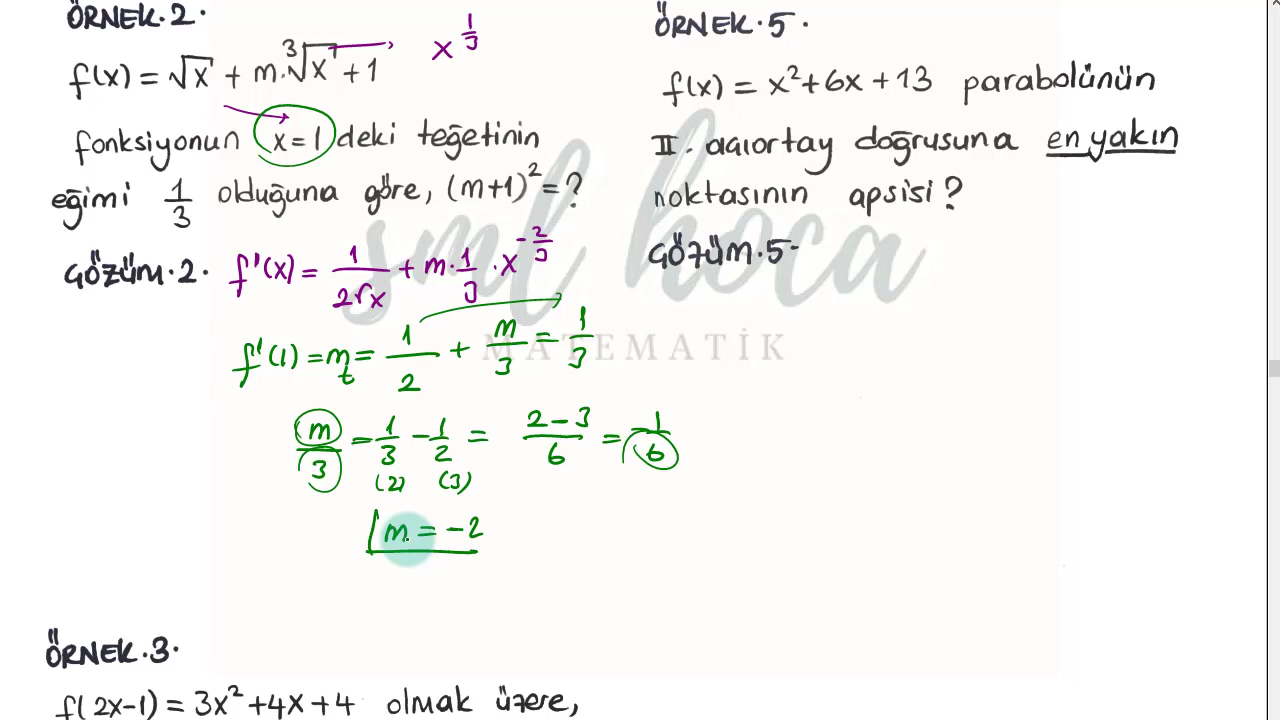 ÖRNEK.2.
f(x) = √x + m.³√x + 1 x^(1/3)
fonksiyonun x=1 deki teğetinin
eğimi 1/3 olduğuna göre, (m+1)² = ?
ÇÖZÜM.2. f'(x) = 1/(2√x) + m.1/3 . x^(-2/3)
f'(1) = m_t = 1/2 + m/3 = 1/3
m/3 = 1/3 - 1/2 = (2-3)/6 = -1/6
(2) (3)
m = -2
ÖRNEK.3.
f(2x-1) = 3x² + 4x + 4 olmak üzere,
ÖRNEK.5.
f(x) = x² + 6x + 13 parabolünün
II. açıortay doğrusuna en yakın
noktasının apsisi?
ÇÖZÜM.5.
sml hoca
MATEMATİK